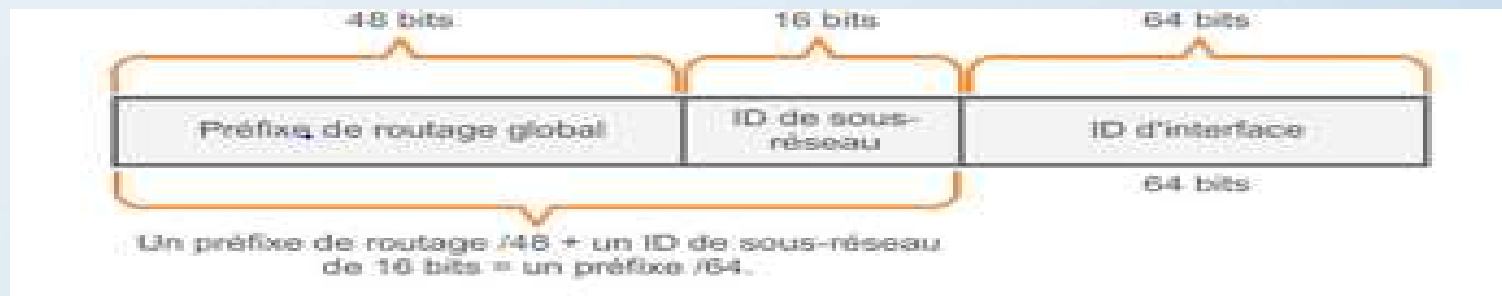 48 bits 16 bits 64 bits
Préfixe de routage global
ID de sous-
réseau
ID d'interface
64 bits
Un préfixe de routage /48 + un ID de sous-réseau
de 16 bits = un préfixe /64.